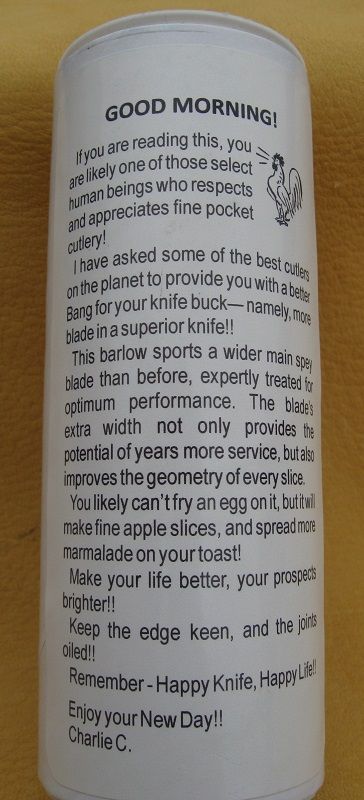 GOOD MORNING!
If you are reading this, you
are likely one of those select
human beings who respects
and appreciates fine pocket
cutlery!
I have asked some of the best cutlers
on the planet to provide you with a better
Bang for your knife buck— namely, more
blade in a superior knife!!
This barlow sports a wider main spey
blade than before, expertly treated for
optimum performance. The blade's
extra width not only provides the
potential of years more service, but also
improves the geometry of every slice.
You likely can't fry an egg on it, but it will
make fine apple slices, and spread more
marmalade on your toast!
Make your life better, your prospects
brighter!!
Keep the edge keen, and the joints
oiled!!
Remember - Happy Knife, Happy Life!!
Enjoy your New Day!!
Charlie C.